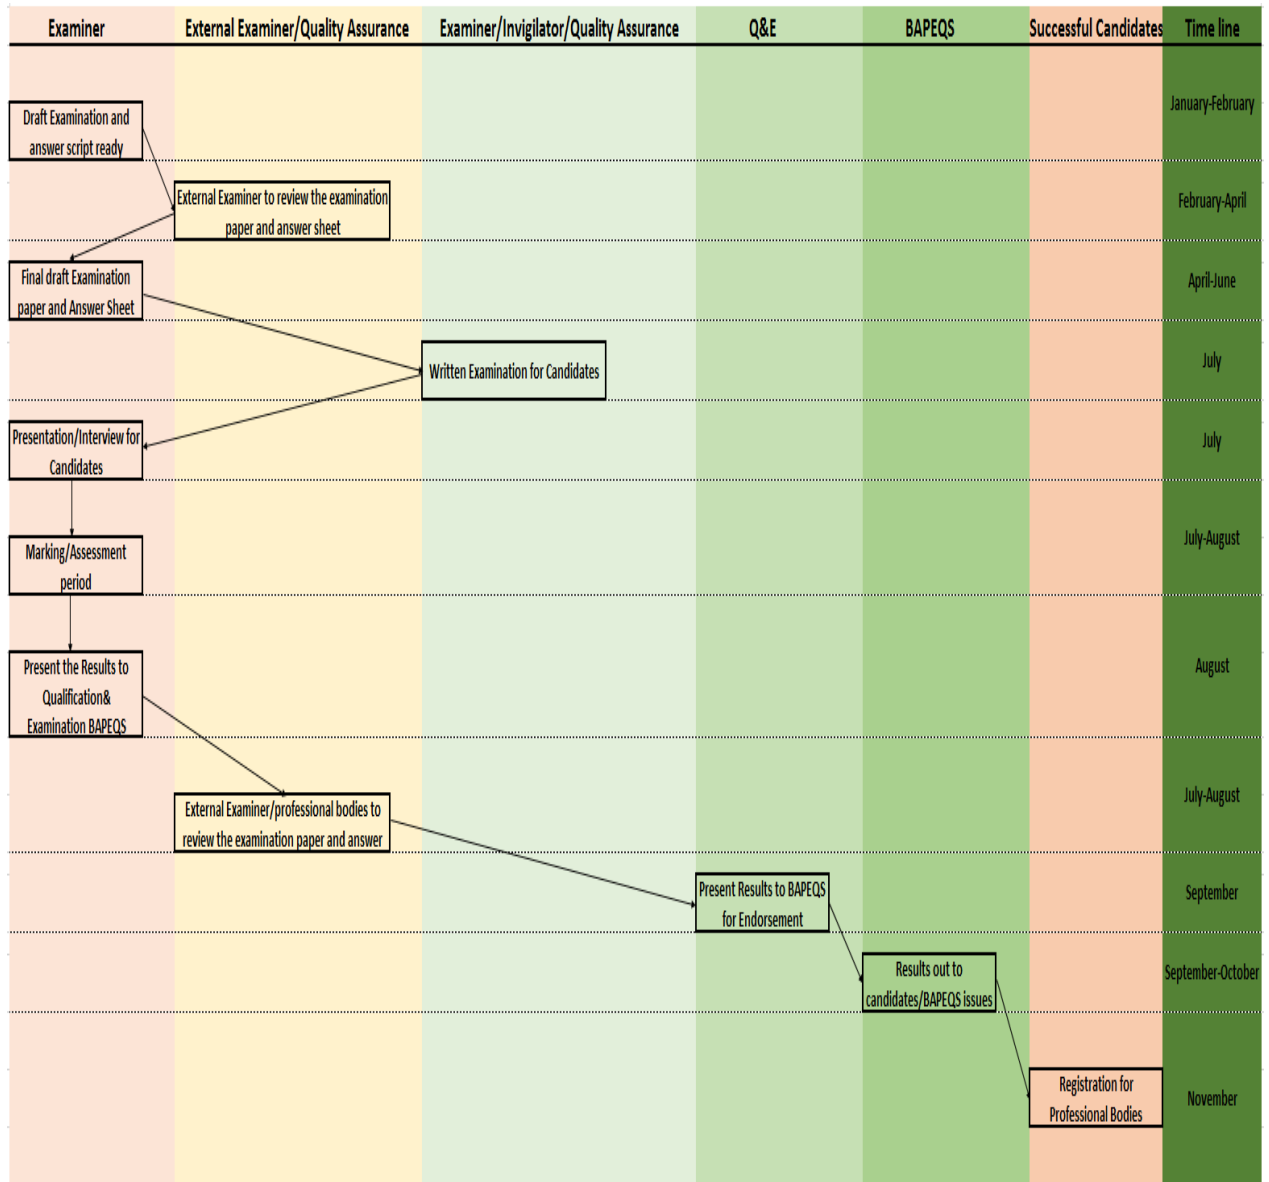 Examiner
External Examiner/Quality Assurance
Examiner/Invigilator/Quality Assurance
Q&E
BAPEQS
Successful Candidates
Time line
Draft Examination and
answer script ready
January-February
External Examiner to review the examination
paper and answer sheet
February-April
Final draft Examination
paper and Answer Sheet
April-June
Written Examination for Candidates
July
Presentation/Interview for
Candidates
July
Marking/Assessment
period
July-August
Present the Results to
Qualification&
Examination BAPEQS
August
External Examiner/professional bodies to
review the examination paper and answer
July-August
Present Results to BAPEQS
for Endorsement
September
Results out to
candidates/BAPEQS issues
September-October
Registration for
Professional Bodies
November